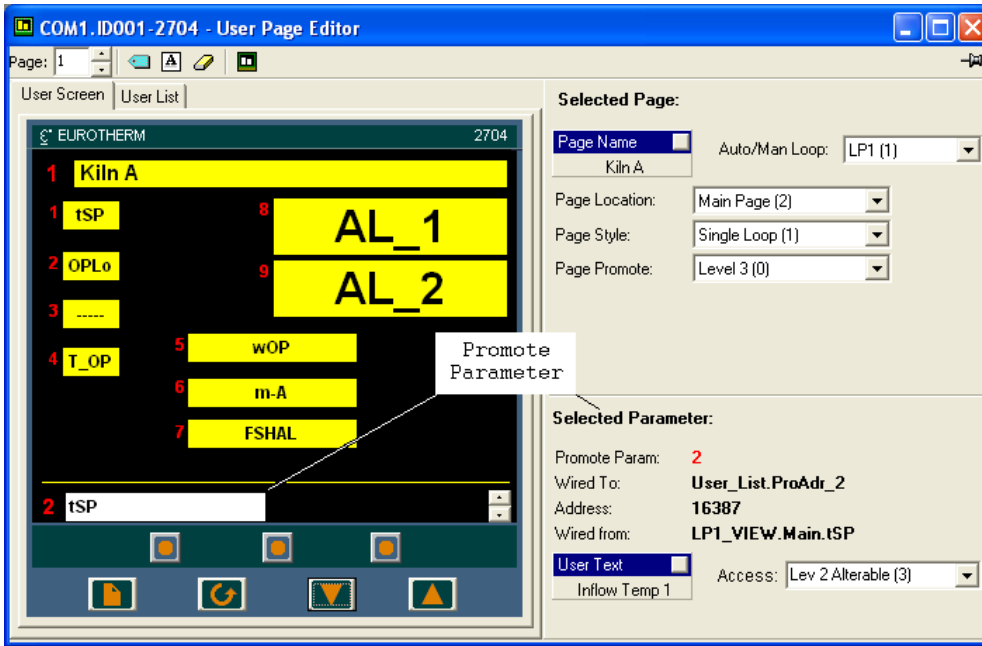 COM1.ID001-2704 - User Page Editor
Page: 1
A
User Screen User List
EUROTHERM 2704
1 Kiln A
1 tSP
2 OPLo
3 -----
4 T_OP
8 AL_1
9 AL_2
5 wOP
6 m-A
7 FSHAL
2 tSP
Promote
Parameter
Selected Page:
Page Name
Kiln A
Auto/Man Loop: LP1 (1)
Page Location: Main Page (2)
Page Style: Single Loop (1)
Page Promote: Level 3 (0)
Selected Parameter:
Promote Param: 2
Wired To: User_List.ProAdr_2
Address: 16387
Wired from: LP1_VIEW.Main.tSP
User Text
Inflow Temp 1
Access: Lev 2 Alterable (3)